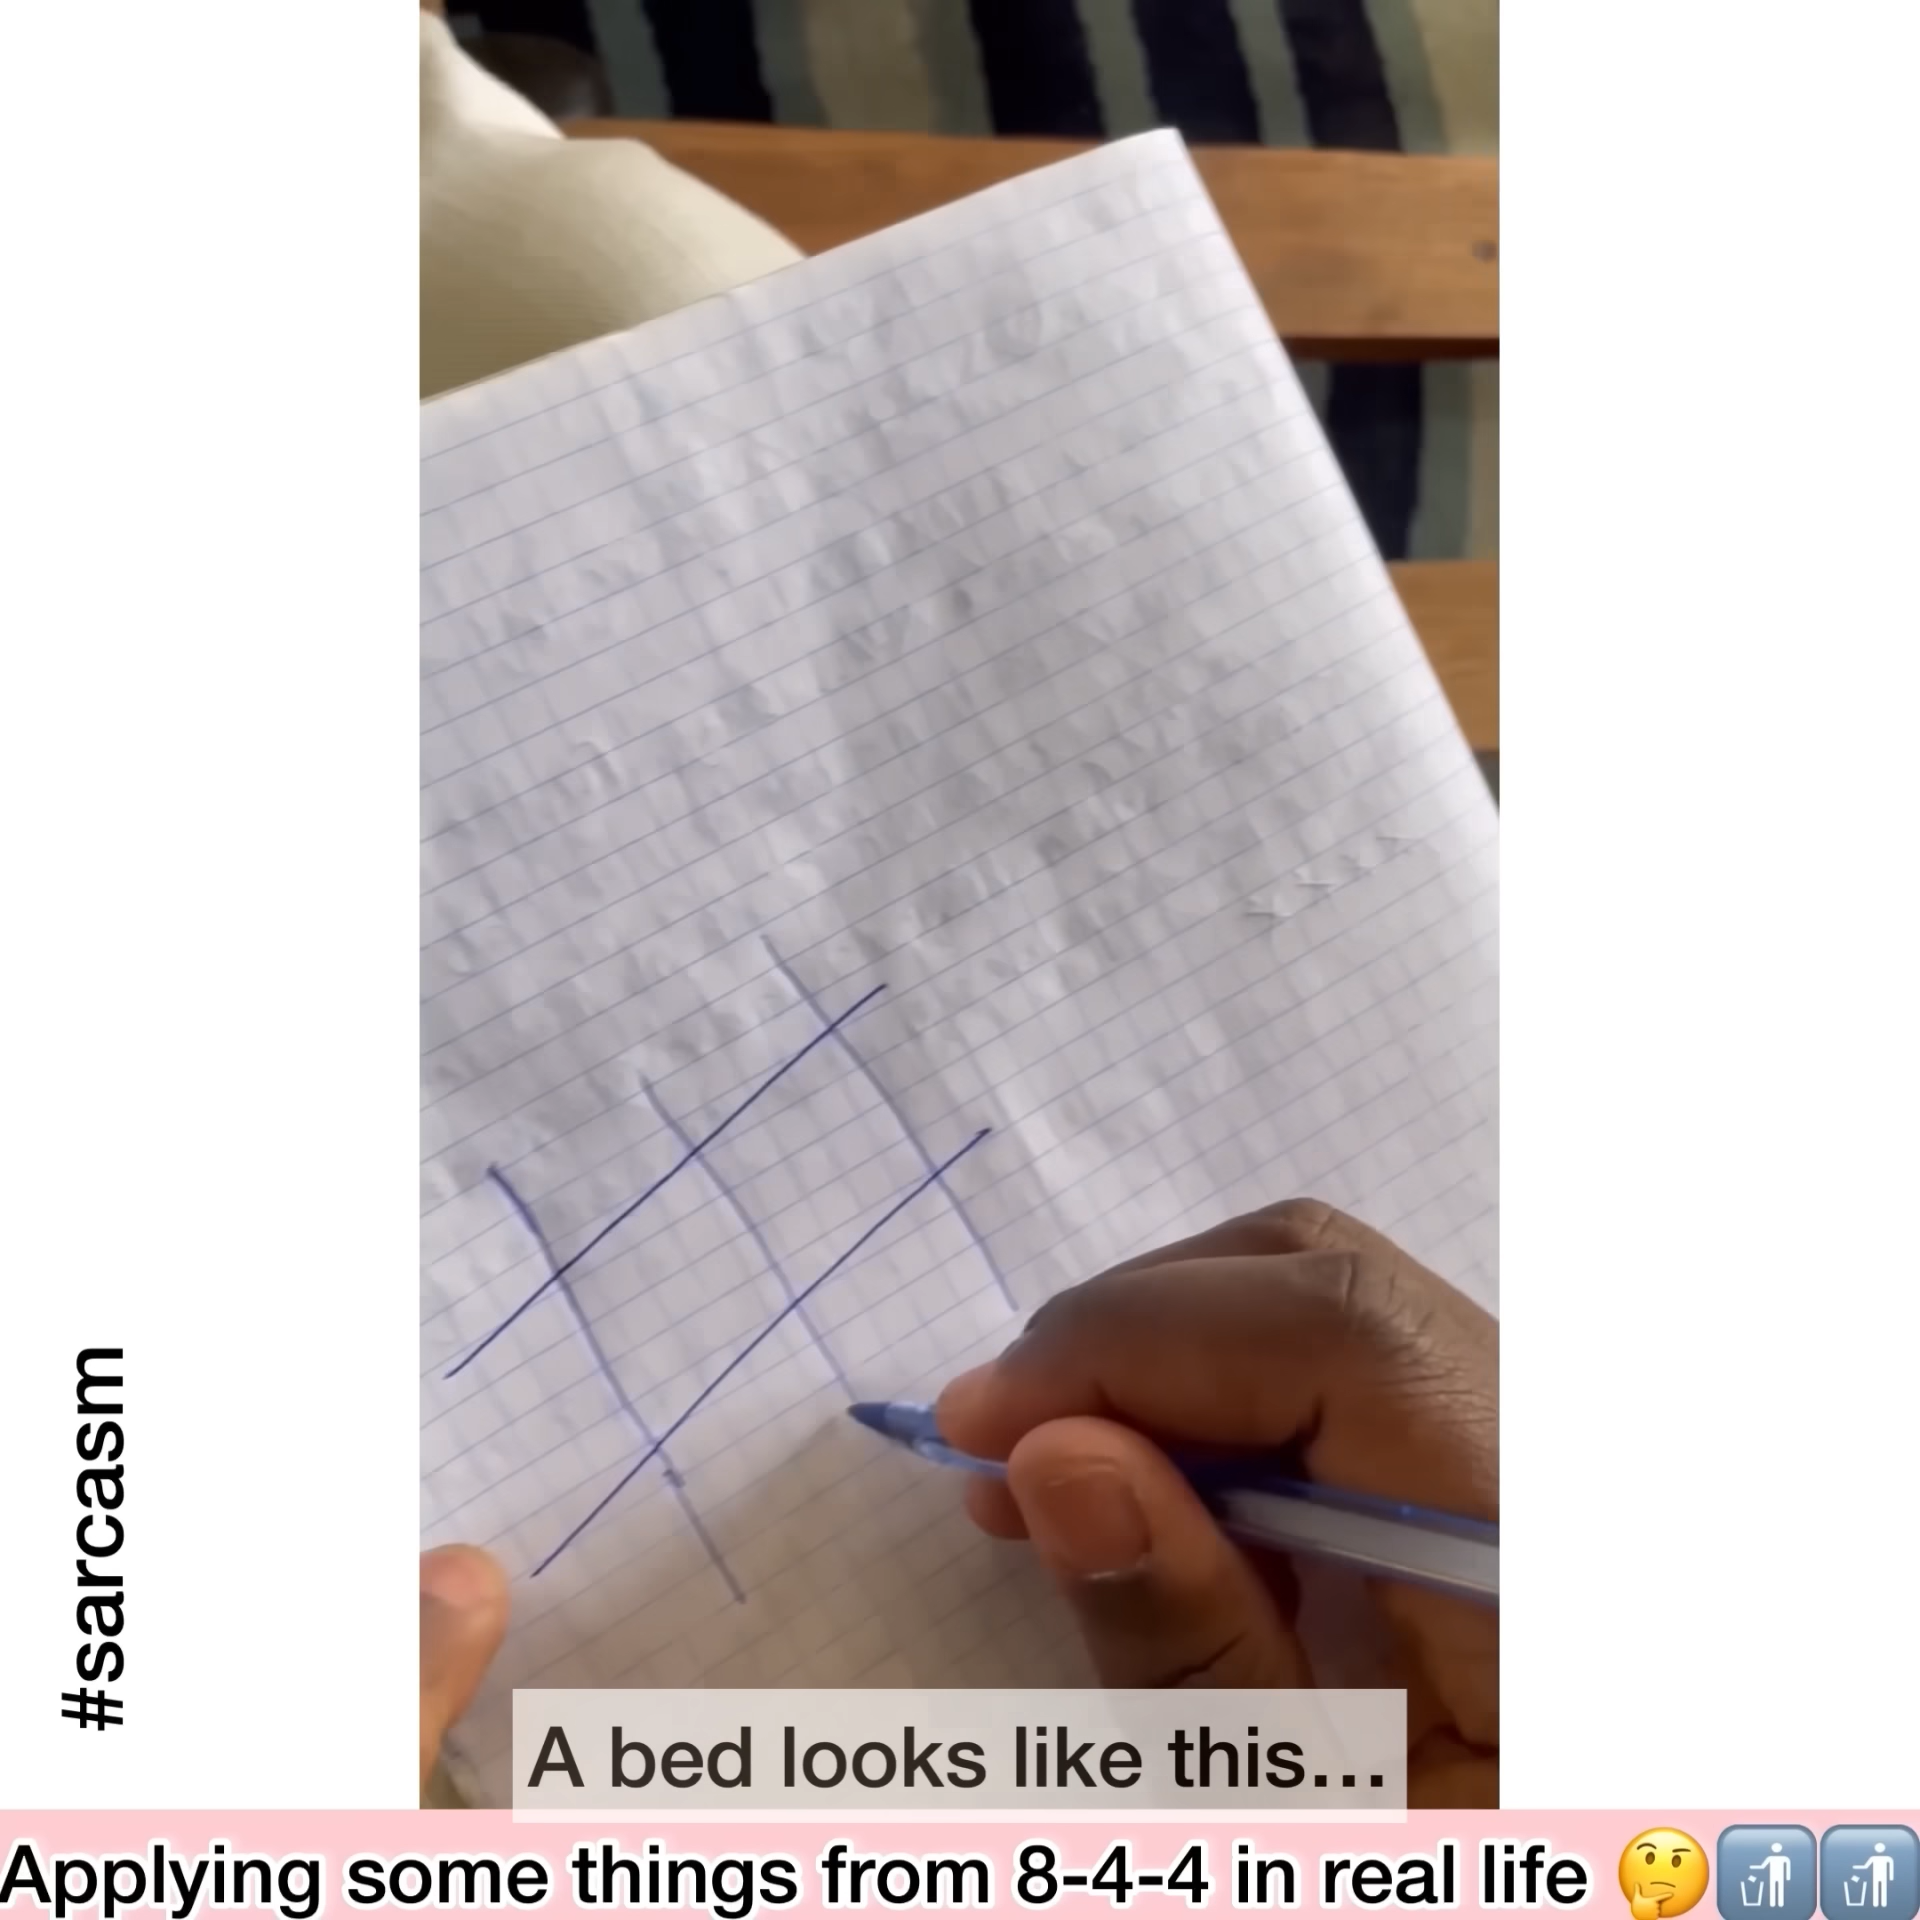 #sarcasm
A bed looks like this...
Applying some things from 8-4-4 in real life 🤔🚮🚮